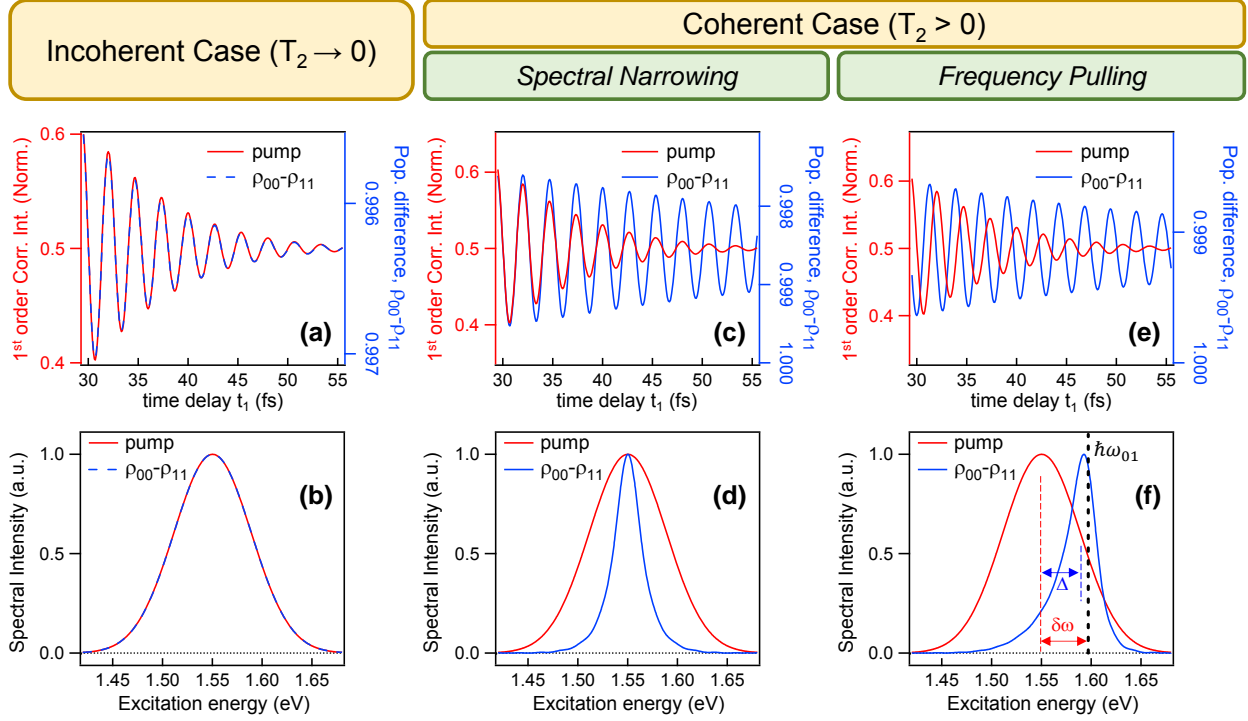 Incoherent Case (T₂ → 0)
Coherent Case (T₂ > 0)
Spectral Narrowing
Frequency Pulling
1st order Corr. Int. (Norm.)
0.6
0.5
0.4
pump
ρ₀₀-ρ₁₁
(a)
0.996
0.997
Pop. difference, ρ₀₀-ρ₁₁
30 35 40 45 50 55
time delay t₁ (fs)
1st order Corr. Int. (Norm.)
0.6
0.5
0.4
pump
ρ₀₀-ρ₁₁
(c)
0.998
0.999
1.000
Pop. difference, ρ₀₀-ρ₁₁
30 35 40 45 50 55
time delay t₁ (fs)
1st order Corr. Int. (Norm.)
0.6
0.5
0.4
pump
ρ₀₀-ρ₁₁
(e)
0.999
1.000
Pop. difference, ρ₀₀-ρ₁₁
30 35 40 45 50 55
time delay t₁ (fs)
Spectral Intensity (a.u.)
1.0
0.5
0.0
pump
ρ₀₀-ρ₁₁
(b)
1.45 1.50 1.55 1.60 1.65
Excitation energy (eV)
Spectral Intensity (a.u.)
1.0
0.5
0.0
pump
ρ₀₀-ρ₁₁
(d)
1.45 1.50 1.55 1.60 1.65
Excitation energy (eV)
Spectral Intensity (a.u.)
1.0
0.5
0.0
pump
ρ₀₀-ρ₁₁
ħω₀₁
(f)
Δ
δω
1.45 1.50 1.55 1.60 1.65
Excitation energy (eV)